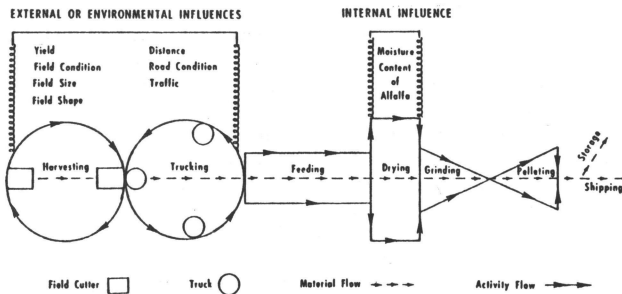 EXTERNAL OR ENVIRONMENTAL INFLUENCES
INTERNAL INFLUENCE
Yield
Field Condition
Field Size
Field Shape
Distance
Road Condition
Traffic
Moisture
Content
of
Alfalfa
Harvesting
Trucking
Feeding
Drying
Grinding
Pelleting
Storage
Shipping
Field Cutter
Truck
Material Flow
Activity Flow